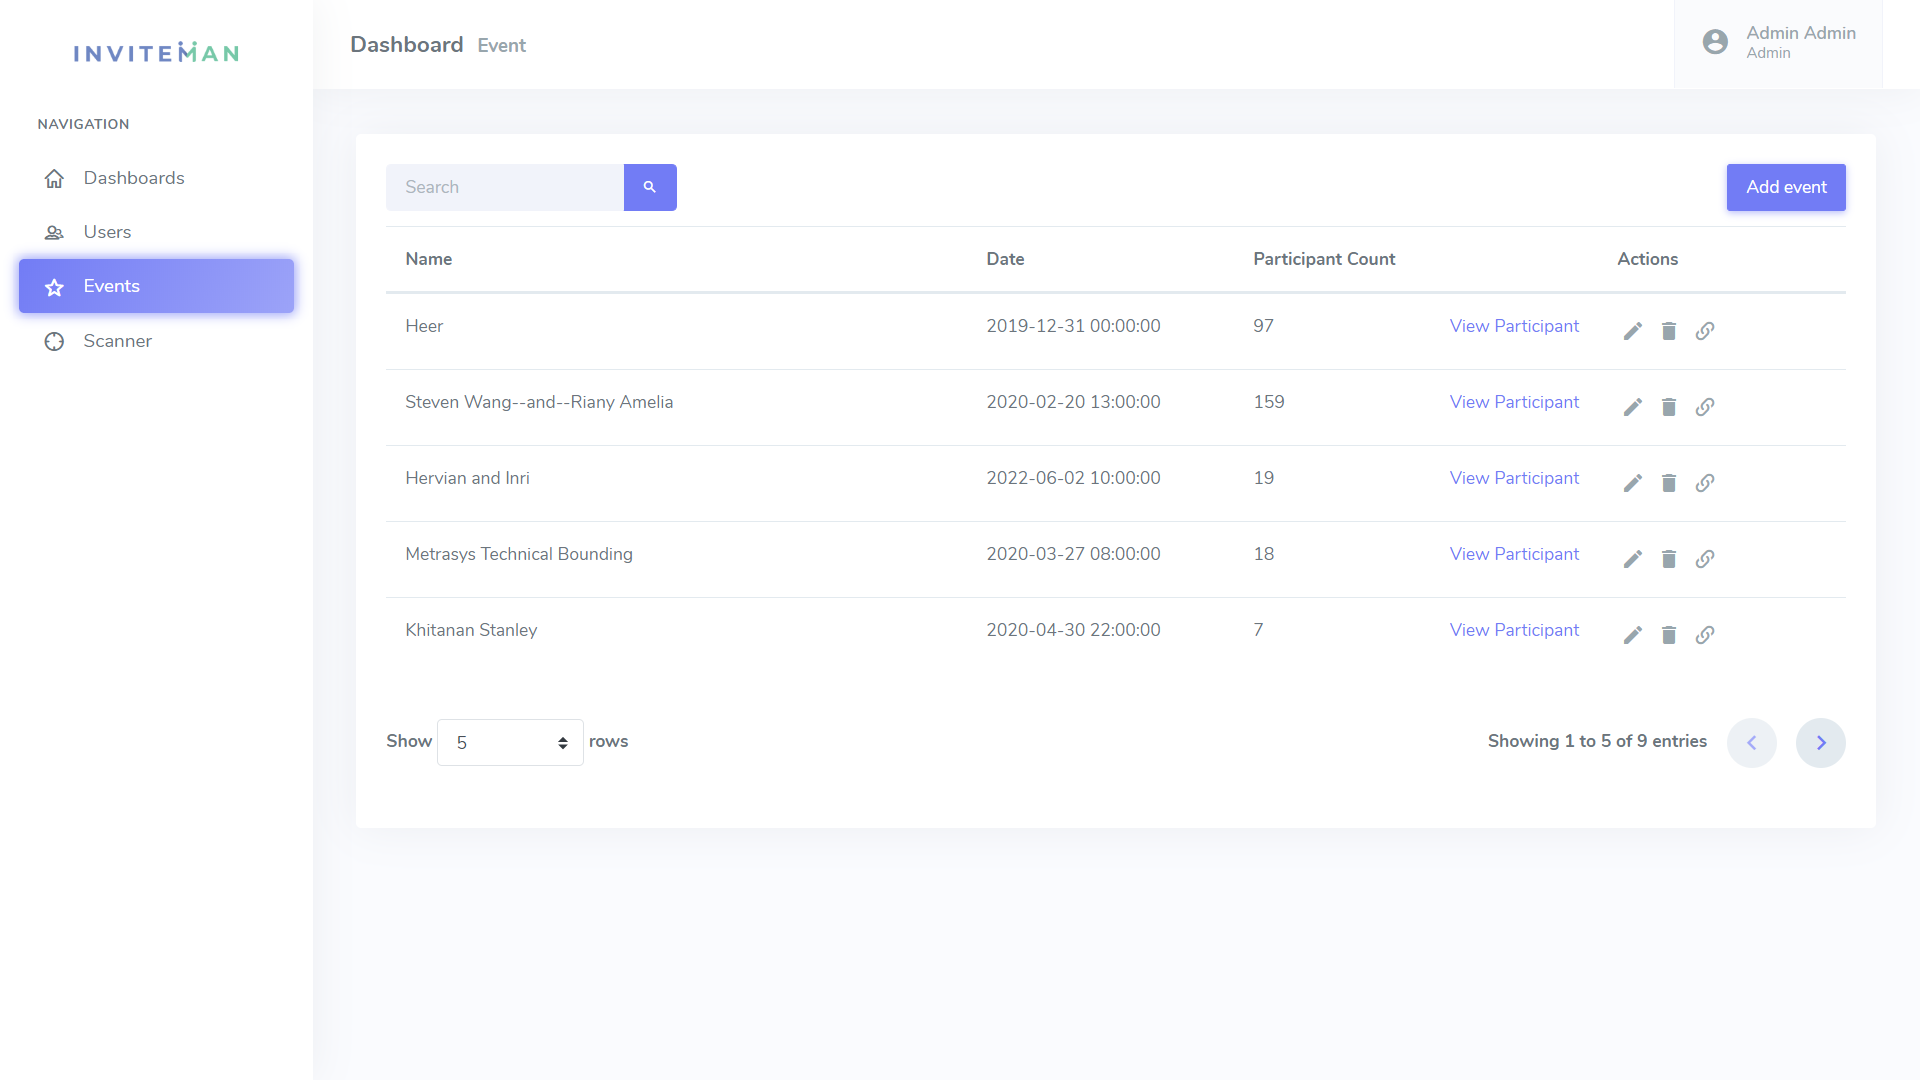 INVITEMAN
Dashboard Event
Admin Admin
Admin
NAVIGATION
Dashboards
Users
Events
Scanner
Search
Add event
Name Date Participant Count Actions
Heer 2019-12-31 00:00:00 97 View Participant
Steven Wang--and--Riany Amelia 2020-02-20 13:00:00 159 View Participant
Hervian and Inri 2022-06-02 10:00:00 19 View Participant
Metrasys Technical Bounding 2020-03-27 08:00:00 18 View Participant
Khitanan Stanley 2020-04-30 22:00:00 7 View Participant
Show 5 rows Showing 1 to 5 of 9 entries